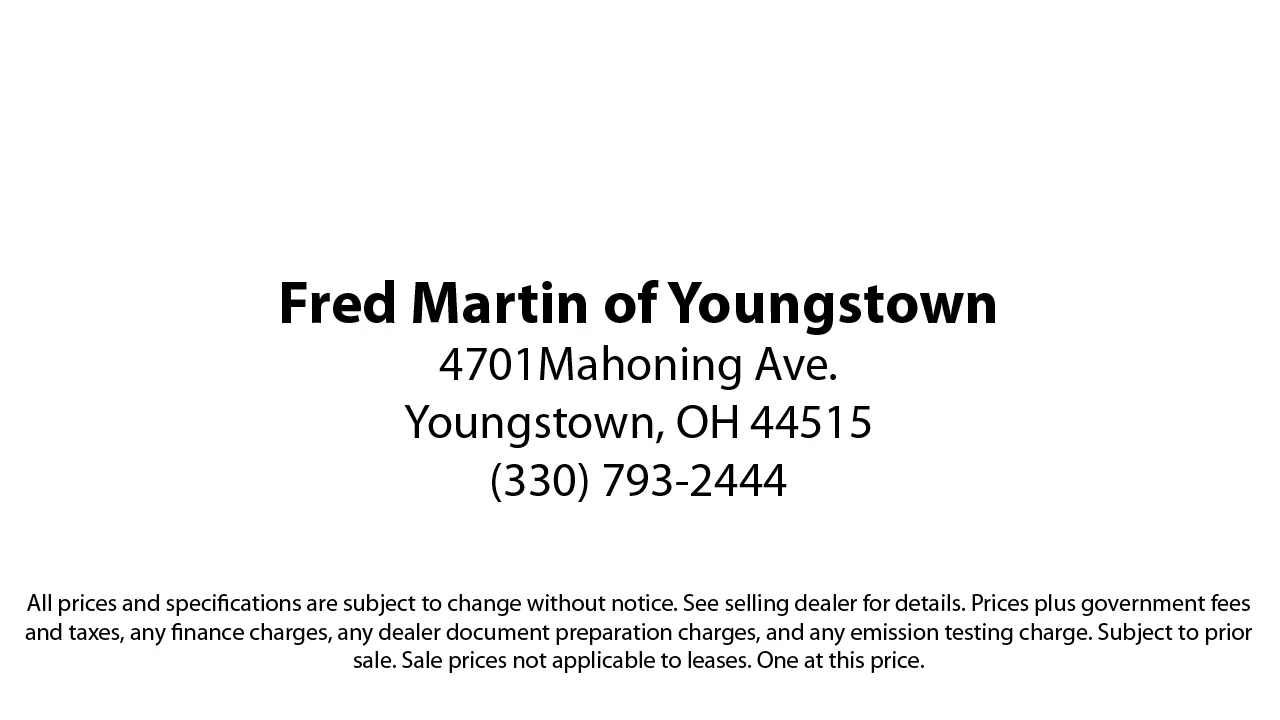 Fred Martin of Youngstown
4701Mahoning Ave.
Youngstown, OH 44515
(330) 793-2444
All prices and specifications are subject to change without notice. See selling dealer for details. Prices plus government fees
and taxes, any finance charges, any dealer document preparation charges, and any emission testing charge. Subject to prior
sale. Sale prices not applicable to leases. One at this price.